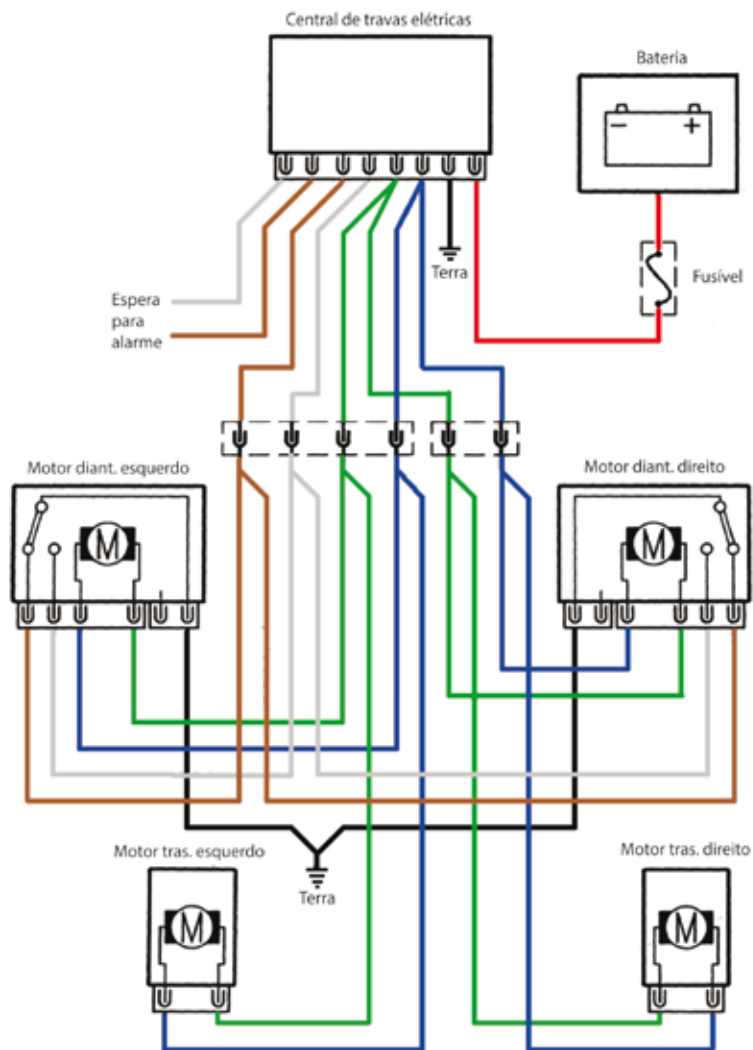 Central de travas elétricas
Bateria
− +
Terra
Fusível
Espera
para
alarme
Motor diant. esquerdo
Motor diant. direito
M
M
Motor tras. esquerdo
Terra
Motor tras. direito
M
M